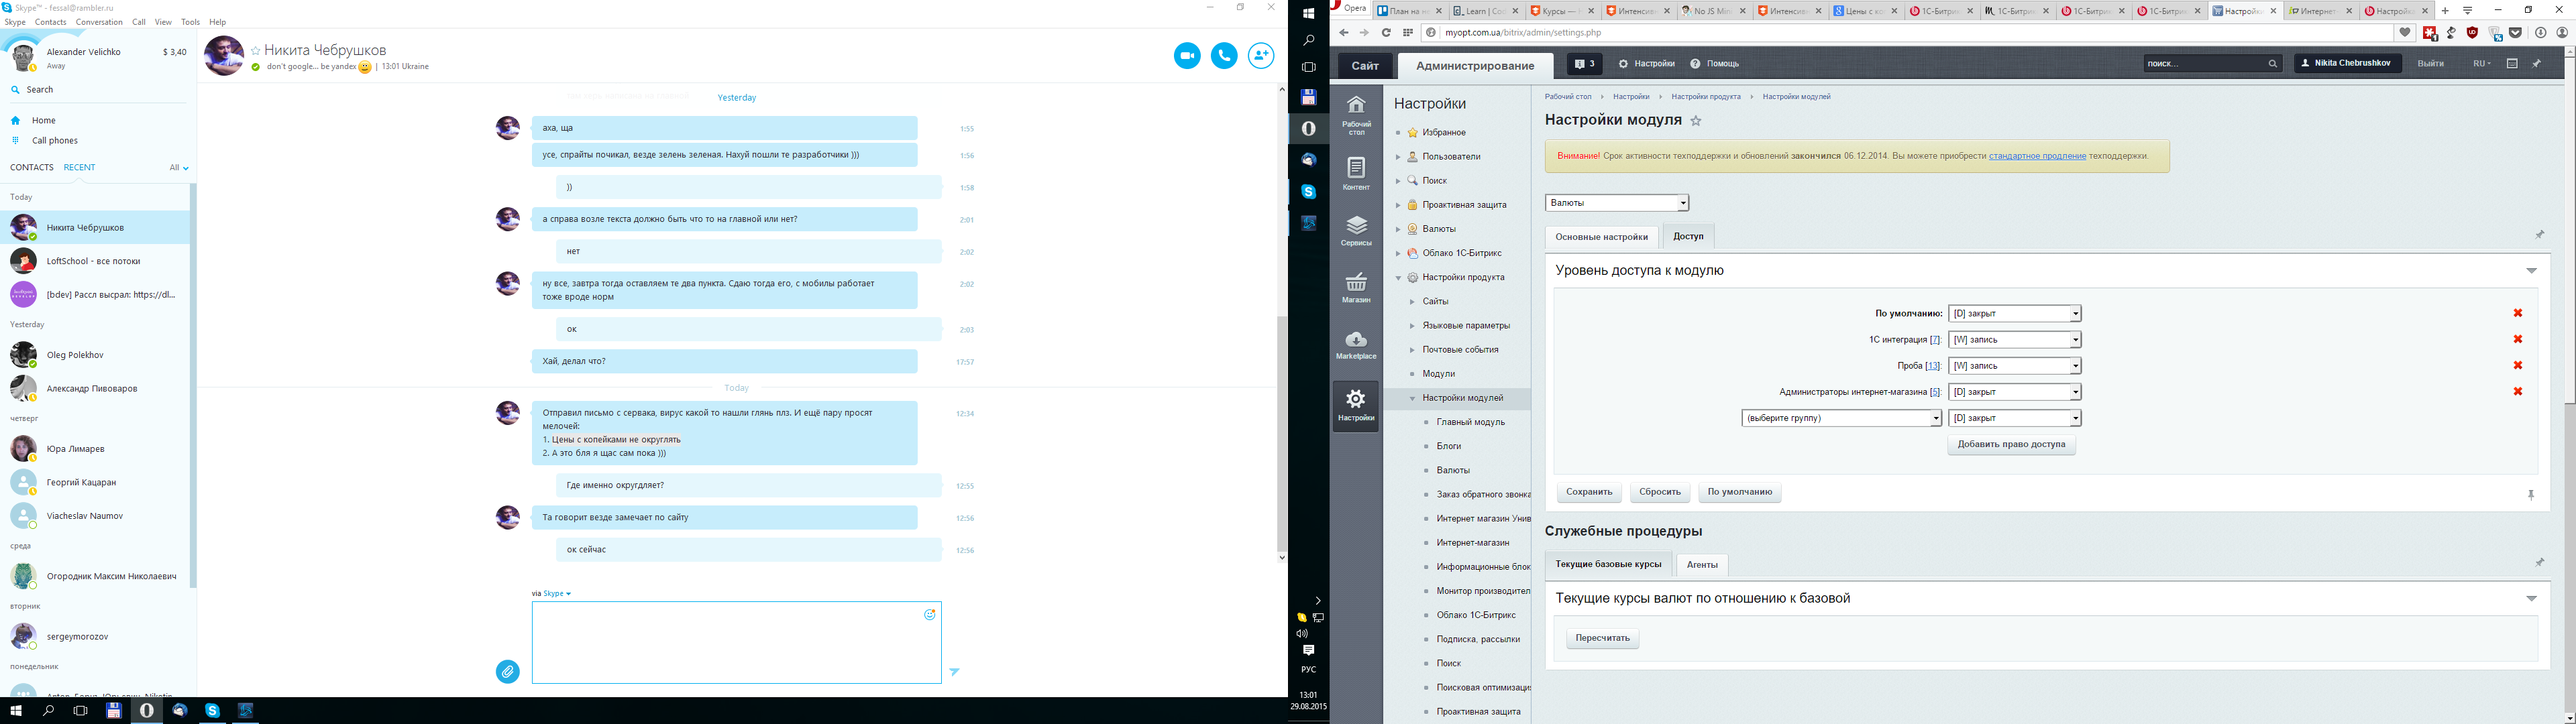 Skype™ - fessal@rambler.ru
Skype Contacts Conversation Call View Tools Help
Alexander Velichko $ 3,40
Away
Search
Home
Call phones
CONTACTS RECENT All
Today
Никита Чебрушков
LoftSchool - все потоки
[bdev] Рассл высрал: https://dl...
Yesterday
Oleg Polekhov
Александр Пивоваров
четверг
Юра Лимарев
Георгий Кацаран
Viacheslav Naumov
среда
Огородник Максим Николаевич
вторник
sergeymorozov
понедельник
Никита Чебрушков
don't google... be yandex | 13:01 Ukraine
Yesterday
аха, ща 1:55
усе, спрайты почикал, везде зелень зеленая. Нахуй пошли те разработчики ))) 1:56
)) 1:58
а справа возле текста должно быть что то на главной или нет? 2:01
нет 2:02
ну все, завтра тогда оставляем те два пункта. Сдаю тогда его, с мобилы работает 2:02
тоже вроде норм
ок 2:03
Хай, делал что? 17:57
Today
Отправил письмо с сервака, вирус какой то нашли глянь плз. И ещё пару просят 12:34
мелочей:
1. Цены с копейками не округлять
2. А это бля я щас сам пока )))
Где именно округдляет? 12:55
Та говорит везде замечает по сайту 12:56
ок сейчас 12:56
via Skype
РУС
13:01
29.08.2015
Opera
План на не
Learn | Coc
Курсы —
Интенсив
No JS Mini
Интенсив
Цены с ко
1С-Битри
1С-Битри
1С-Битри
1С-Битри
Настройк
Интернет
Настройк
myopt.com.ua/bitrix/admin/settings.php
Сайт Администрирование 3 Настройки Помощь поиск... Nikita Chebrushkov Выйти RU
Рабочий стол
Контент
Сервисы
Магазин
Marketplace
Настройки
Настройки
Избранное
Пользователи
Поиск
Проактивная защита
Валюты
Облако 1С-Битрикс
Настройки продукта
Сайты
Языковые параметры
Почтовые события
Модули
Настройки модулей
Главный модуль
Блоги
Валюты
Заказ обратного звонка
Интернет магазин Унив
Интернет-магазин
Информационные блок
Монитор производител
Облако 1С-Битрикс
Подписка, рассылки
Поиск
Поисковая оптимизаци
Проактивная защита
Рабочий стол Настройки Настройки продукта Настройки модулей
Настройки модуля
Внимание! Срок активности техподдержки и обновлений закончился 06.12.2014. Вы можете приобрести стандартное продление техподдержки.
Валюты
Основные настройки Доступ
Уровень доступа к модулю
По умолчанию: [D] закрыт
1С интеграция [7]: [W] запись
Проба [13]: [W] запись
Администраторы интернет-магазина [5]: [D] закрыт
(выберите группу) [D] закрыт
Добавить право доступа
Сохранить Сбросить По умолчанию
Служебные процедуры
Текущие базовые курсы Агенты
Текущие курсы валют по отношению к базовой
Пересчитать